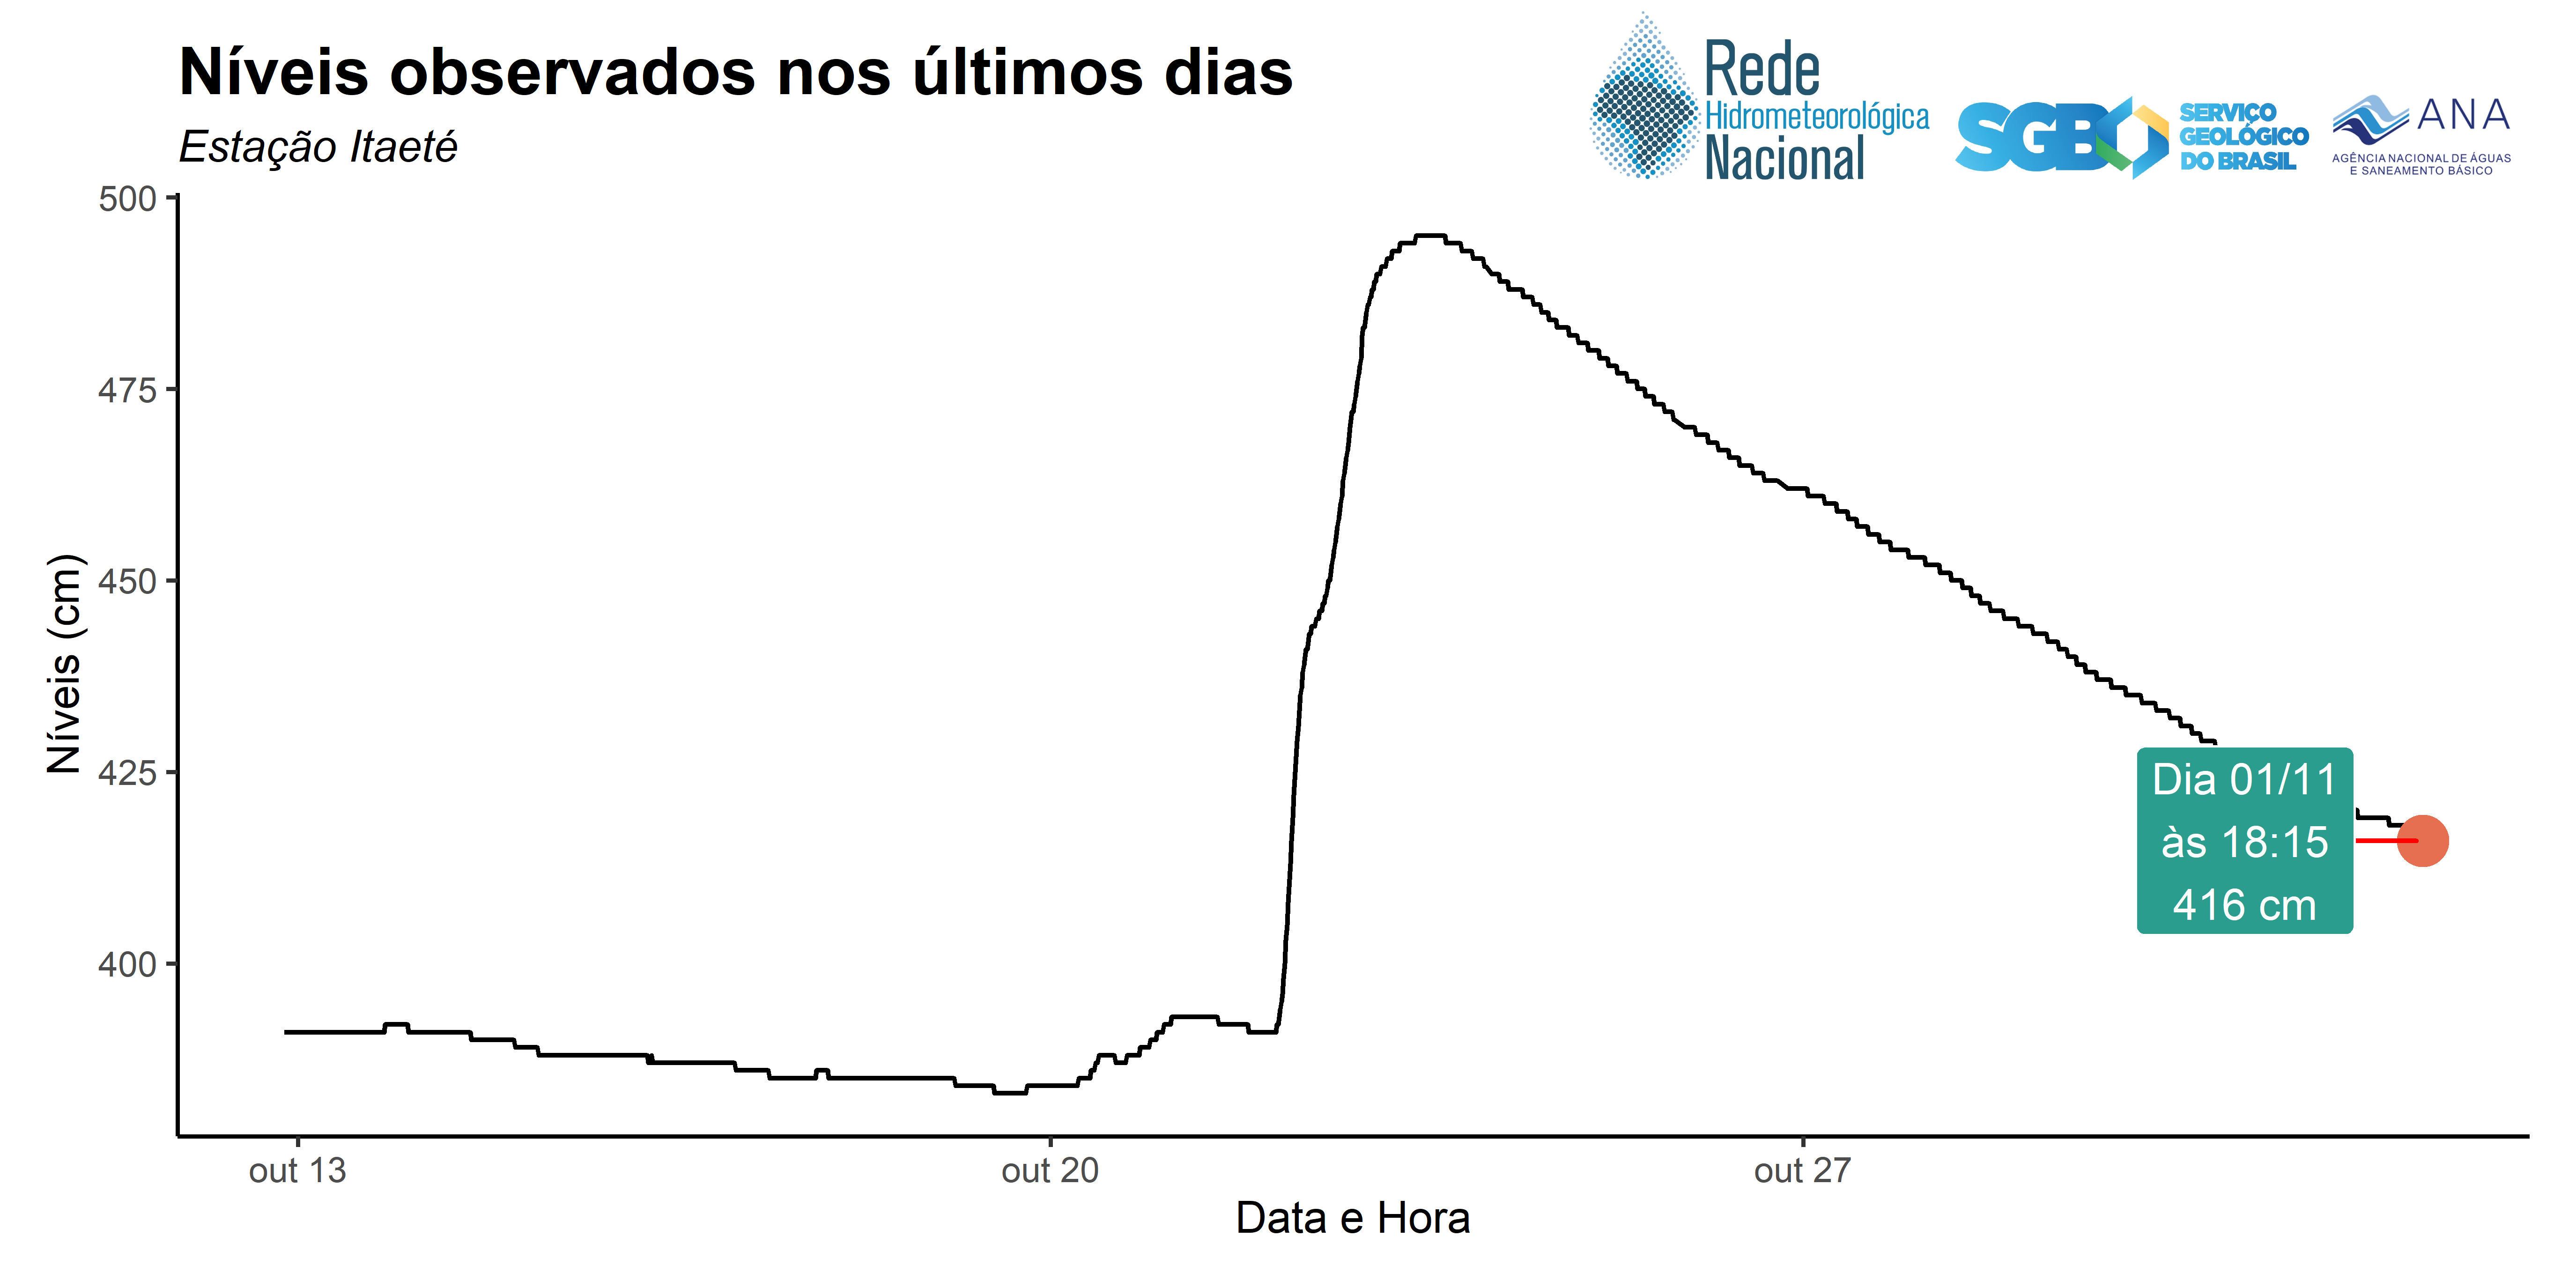 Níveis observados nos últimos dias
Estação Itaeté
Rede
Hidrometeorológica
Nacional
SGB
SERVIÇO
GEOLÓGICO
DO BRASIL
ANA
AGÊNCIA NACIONAL DE ÁGUAS
E SANEAMENTO BÁSICO
500
475
450
425
400
Níveis (cm)
Dia 01/11
às 18:15
416 cm
out 13
out 20
out 27
Data e Hora